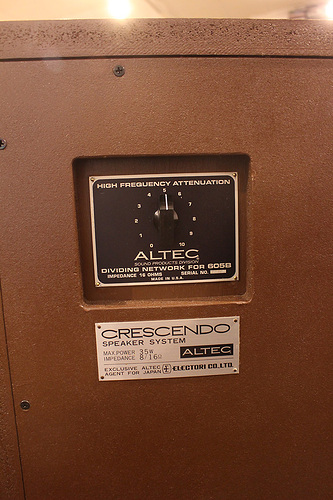 HIGH FREQUENCY ATTENUATION
5
4 6
3 7
2 8
1 9
0 10
ALTEC
SOUND PRODUCTS DIVISION
DIVIDING NETWORK FOR 605B
IMPEDANCE 16 OHMS SERIAL NO.
MADE IN U.S.A.
CRESCENDO
SPEAKER SYSTEM
MAX.POWER 35W
IMPEDANCE 8/16Ω
ALTEC
EXCLUSIVE ALTEC
AGENT FOR JAPAN
ELECTORI CO.,LTD.